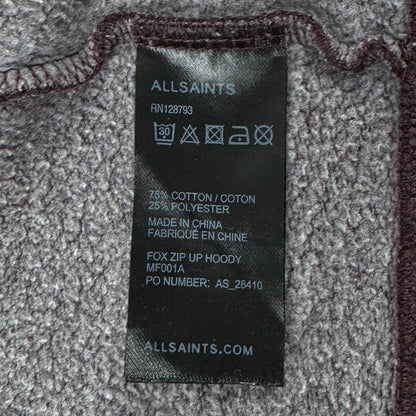 ALLSAINTS
RN128793
30
75% COTTON / COTON
25% POLYESTER
MADE IN CHINA
FABRIQUÉ EN CHINE
FOX ZIP UP HOODY
MF001A
PO NUMBER: AS_28410
ALLSAINTS.COM